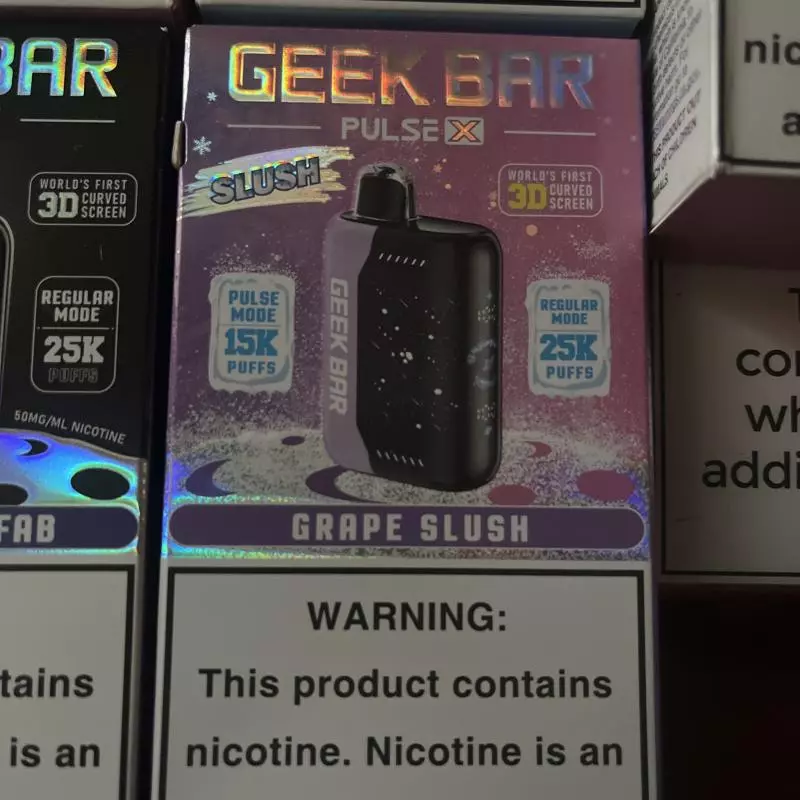 BAR
WORLD'S FIRST
3D CURVED
SCREEN
REGULAR
MODE
25K
PUFFS
50MG/ML NICOTINE
FAB
tains
is an
GEEK BAR
PULSE X
SLUSH
WORLD'S FIRST
3D CURVED
SCREEN
PULSE
MODE
15K
PUFFS
GEEK BAR
REGULAR
MODE
25K
PUFFS
GRAPE SLUSH
WARNING:
This product contains
nicotine. Nicotine is an
nic
a
T
co
wh
addi